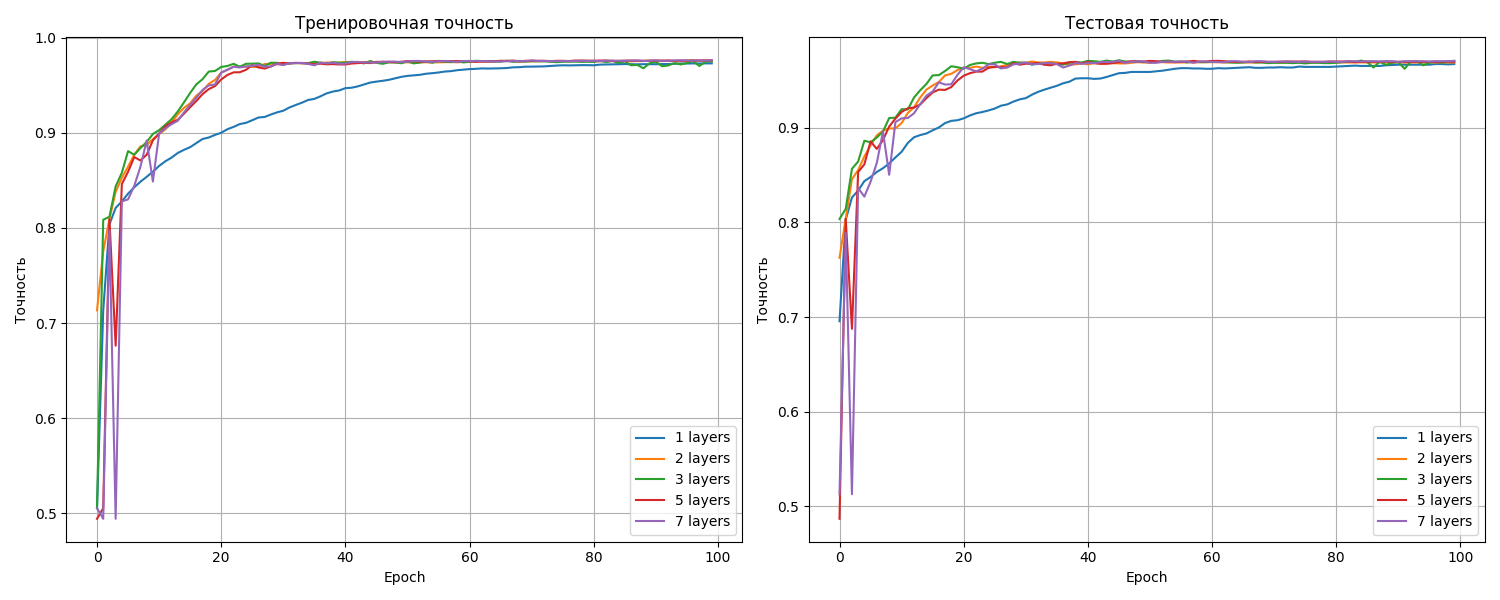 Тренировочная точность
1.0
0.9
0.8
0.7
0.6
0.5
Точность
0 20 40 60 80 100
Epoch
1 layers
2 layers
3 layers
5 layers
7 layers
Тестовая точность
0.9
0.8
0.7
0.6
0.5
Точность
0 20 40 60 80 100
Epoch
1 layers
2 layers
3 layers
5 layers
7 layers